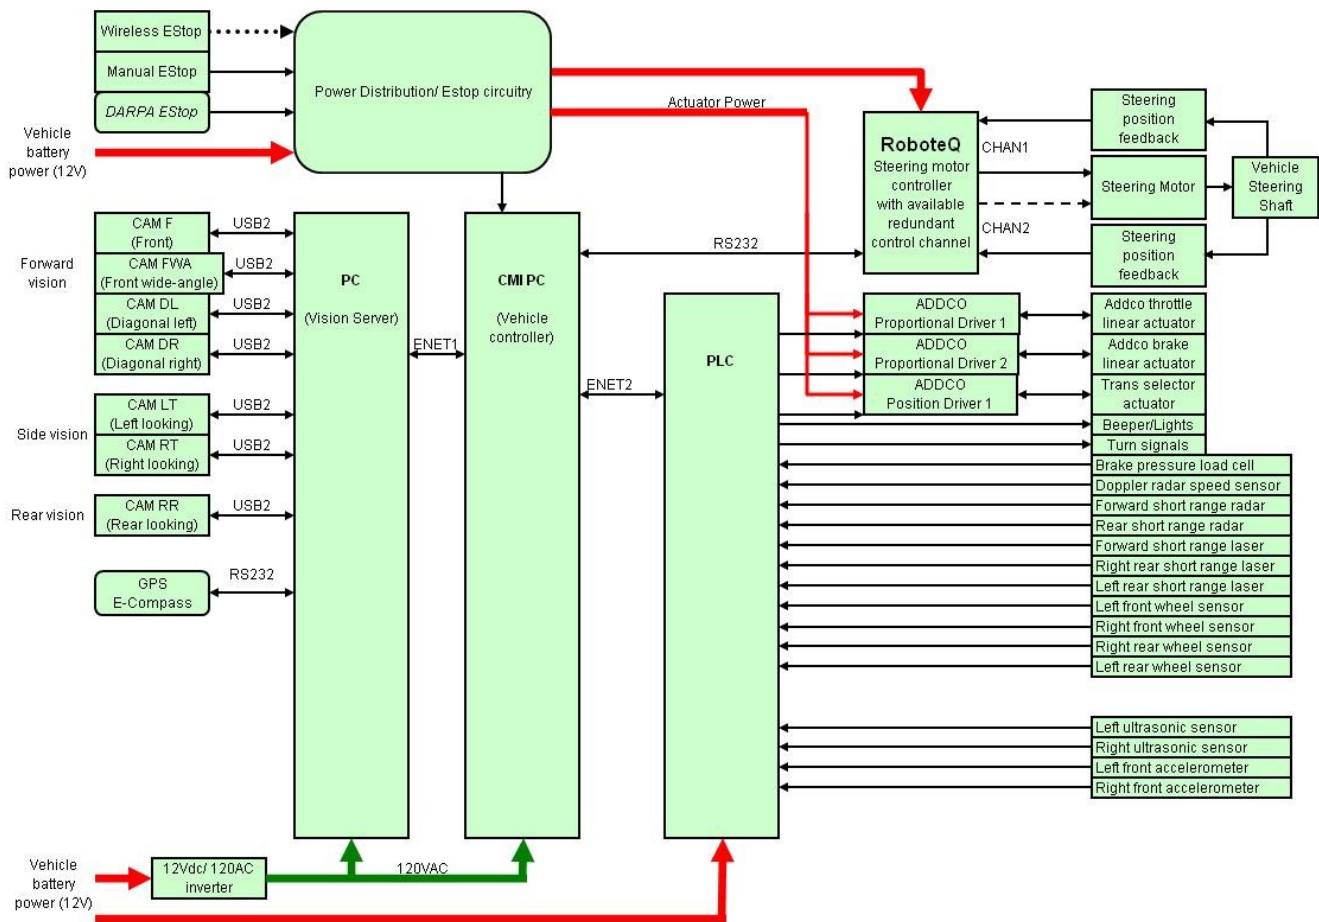 Wireless EStop
Manual EStop
DARPA EStop
Vehicle
battery
power (12V)
Power Distribution/ Estop circuitry
Actuator Power
RoboteQ
Steering motor
controller
with available
redundant
control channel
CHAN1
CHAN2
Steering
position
feedback
Steering Motor
Steering
position
feedback
Vehicle
Steering
Shaft
Forward
vision
CAM F
(Front)
USB2
CAM FWA
(Front wide-angle)
USB2
CAM DL
(Diagonal left)
USB2
CAM DR
(Diagonal right)
USB2
Side vision
CAM LT
(Left looking)
USB2
CAM RT
(Right looking)
USB2
Rear vision
CAM RR
(Rear looking)
USB2
GPS
E-Compass
RS232
PC
(Vision Server)
ENET1
CMI PC
(Vehicle
controller)
RS232
ENET2
PLC
ADDCO
Proportional Driver 1
ADDCO
Proportional Driver 2
ADDCO
Position Driver 1
Addco throttle
linear actuator
Addco brake
linear actuator
Trans selector
actuator
Beeper/Lights
Turn signals
Brake pressure load cell
Doppler radar speed sensor
Forward short range radar
Rear short range radar
Forward short range laser
Right rear short range laser
Left rear short range laser
Left front wheel sensor
Right front wheel sensor
Right rear wheel sensor
Left rear wheel sensor
Left ultrasonic sensor
Right ultrasonic sensor
Left front accelerometer
Right front accelerometer
Vehicle
battery
power (12V)
12Vdc/ 120AC
inverter
120VAC